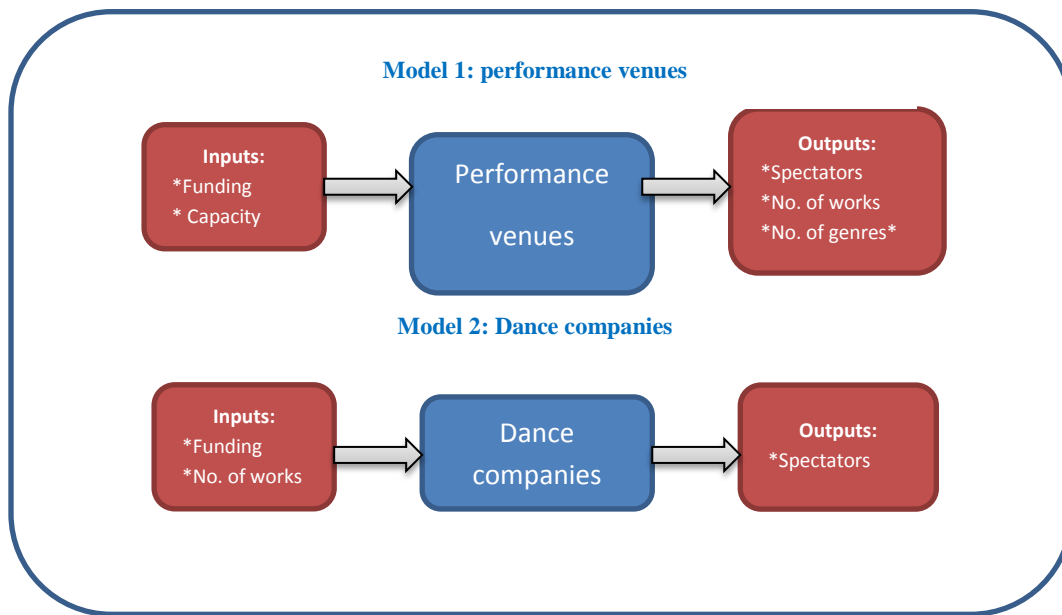 Model 1: performance venues
Inputs:
*Funding
* Capacity
Performance
venues
Outputs:
*Spectators
*No. of works
*No. of genres*
Model 2: Dance companies
Inputs:
*Funding
*No. of works
Dance
companies
Outputs:
*Spectators